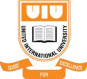 UIU
UNITED INTERNATIONAL UNIVERSITY
QUEST
FOR
EXCELLENCE